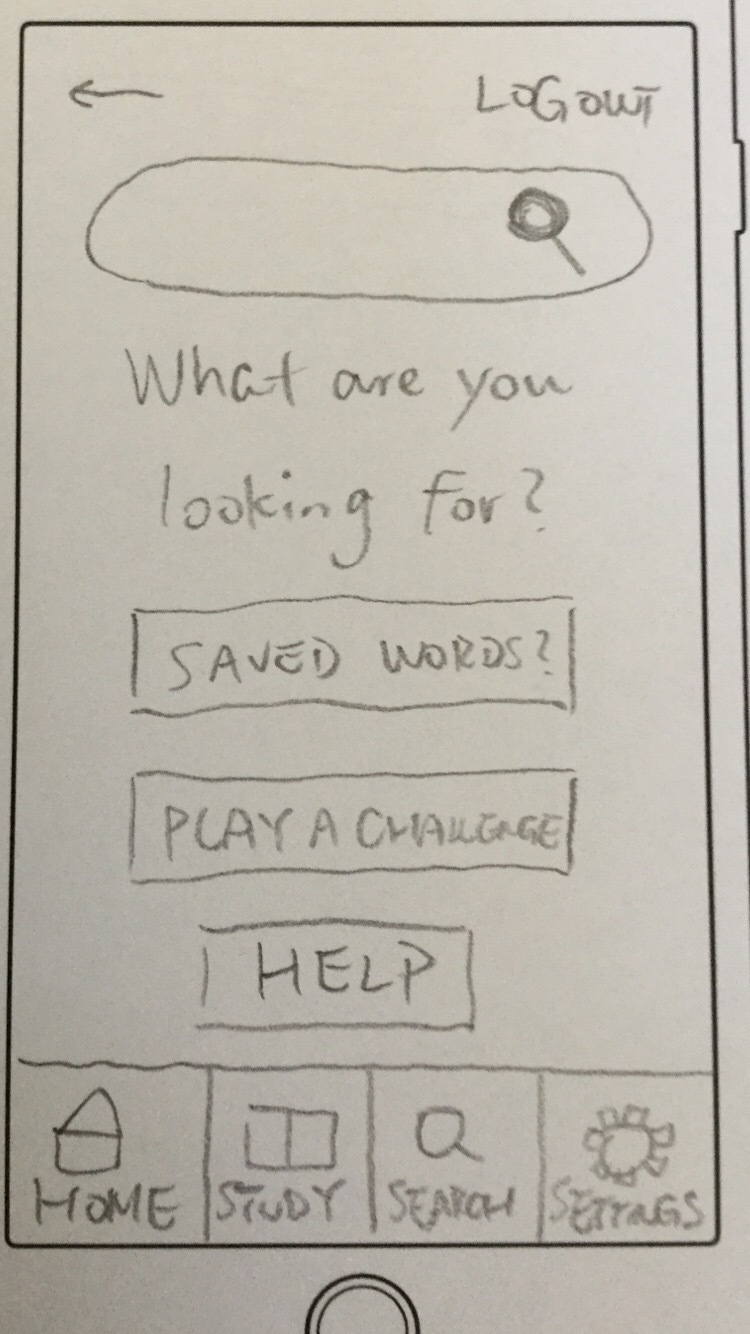 LOGOUT
What are you
looking for?
SAVED WORDS?
PLAY A CHALLENGE
HELP
HOME
STUDY
SEARCH
SETTINGS